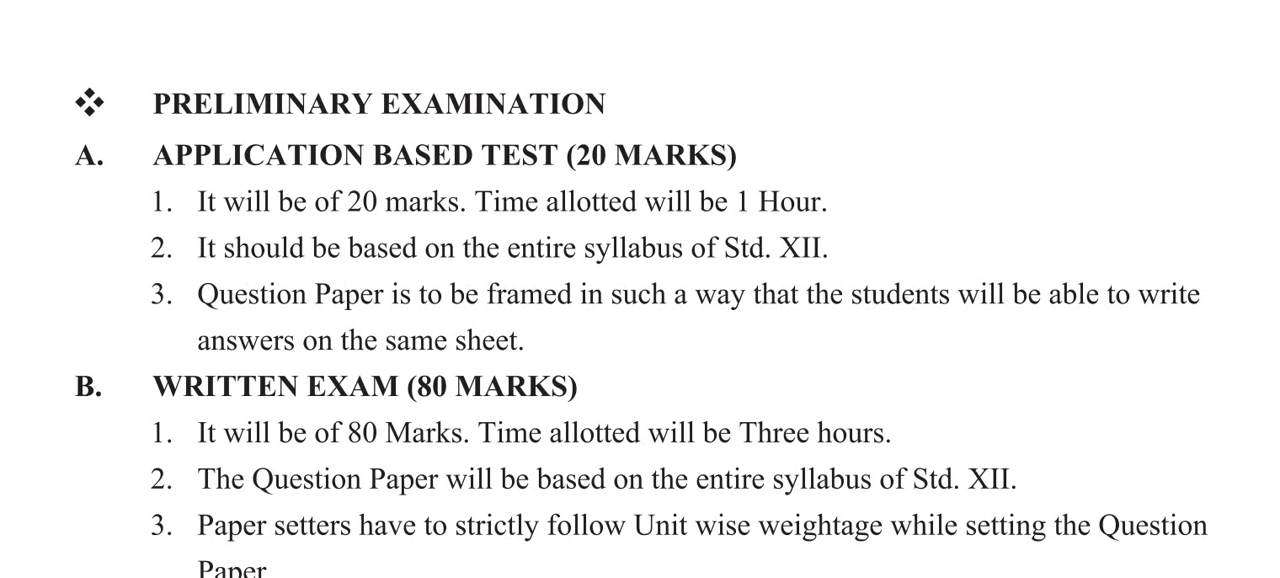 ❖ PRELIMINARY EXAMINATION
A. APPLICATION BASED TEST (20 MARKS)
1. It will be of 20 marks. Time allotted will be 1 Hour.
2. It should be based on the entire syllabus of Std. XII.
3. Question Paper is to be framed in such a way that the students will be able to write
answers on the same sheet.
B. WRITTEN EXAM (80 MARKS)
1. It will be of 80 Marks. Time allotted will be Three hours.
2. The Question Paper will be based on the entire syllabus of Std. XII.
3. Paper setters have to strictly follow Unit wise weightage while setting the Question
Paper